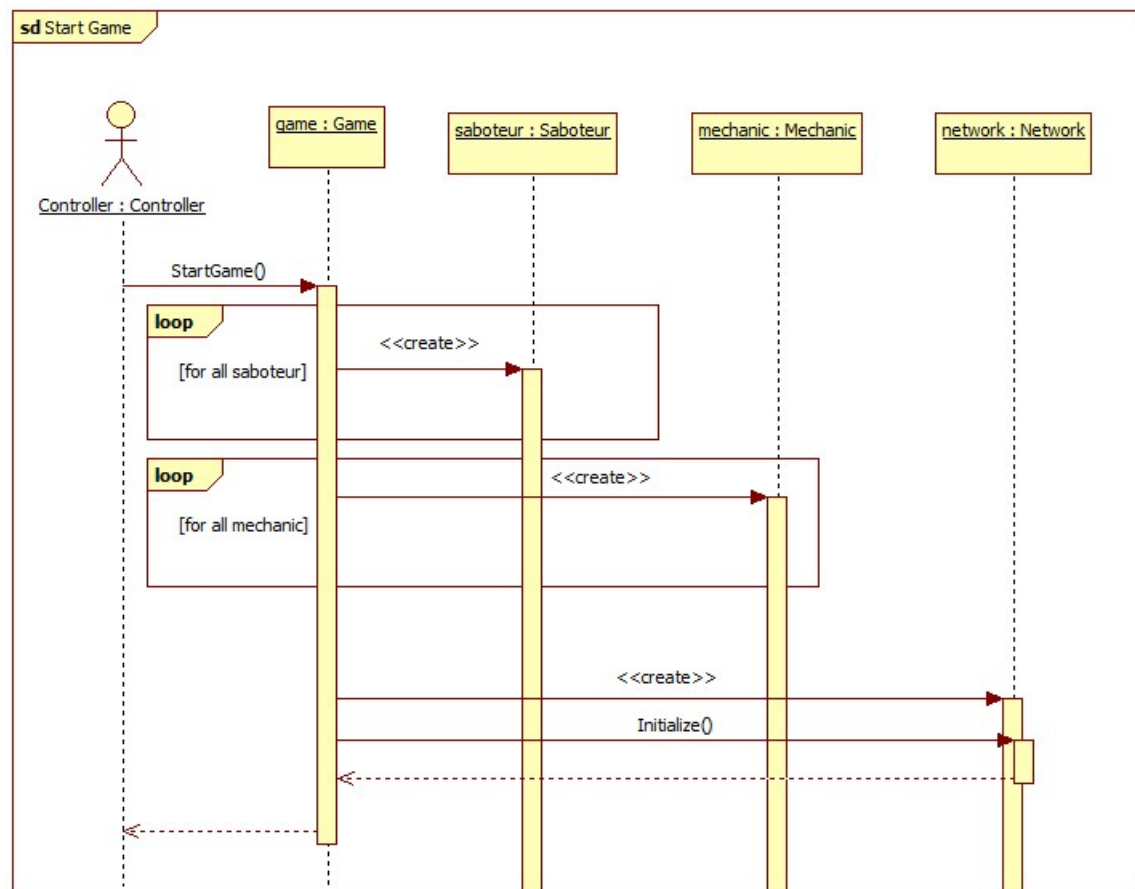 sd Start Game
game : Game
saboteur : Saboteur
mechanic : Mechanic
network : Network
Controller : Controller
StartGame()
loop
<<create>>
[for all saboteur]
loop
<<create>>
[for all mechanic]
<<create>>
Initialize()